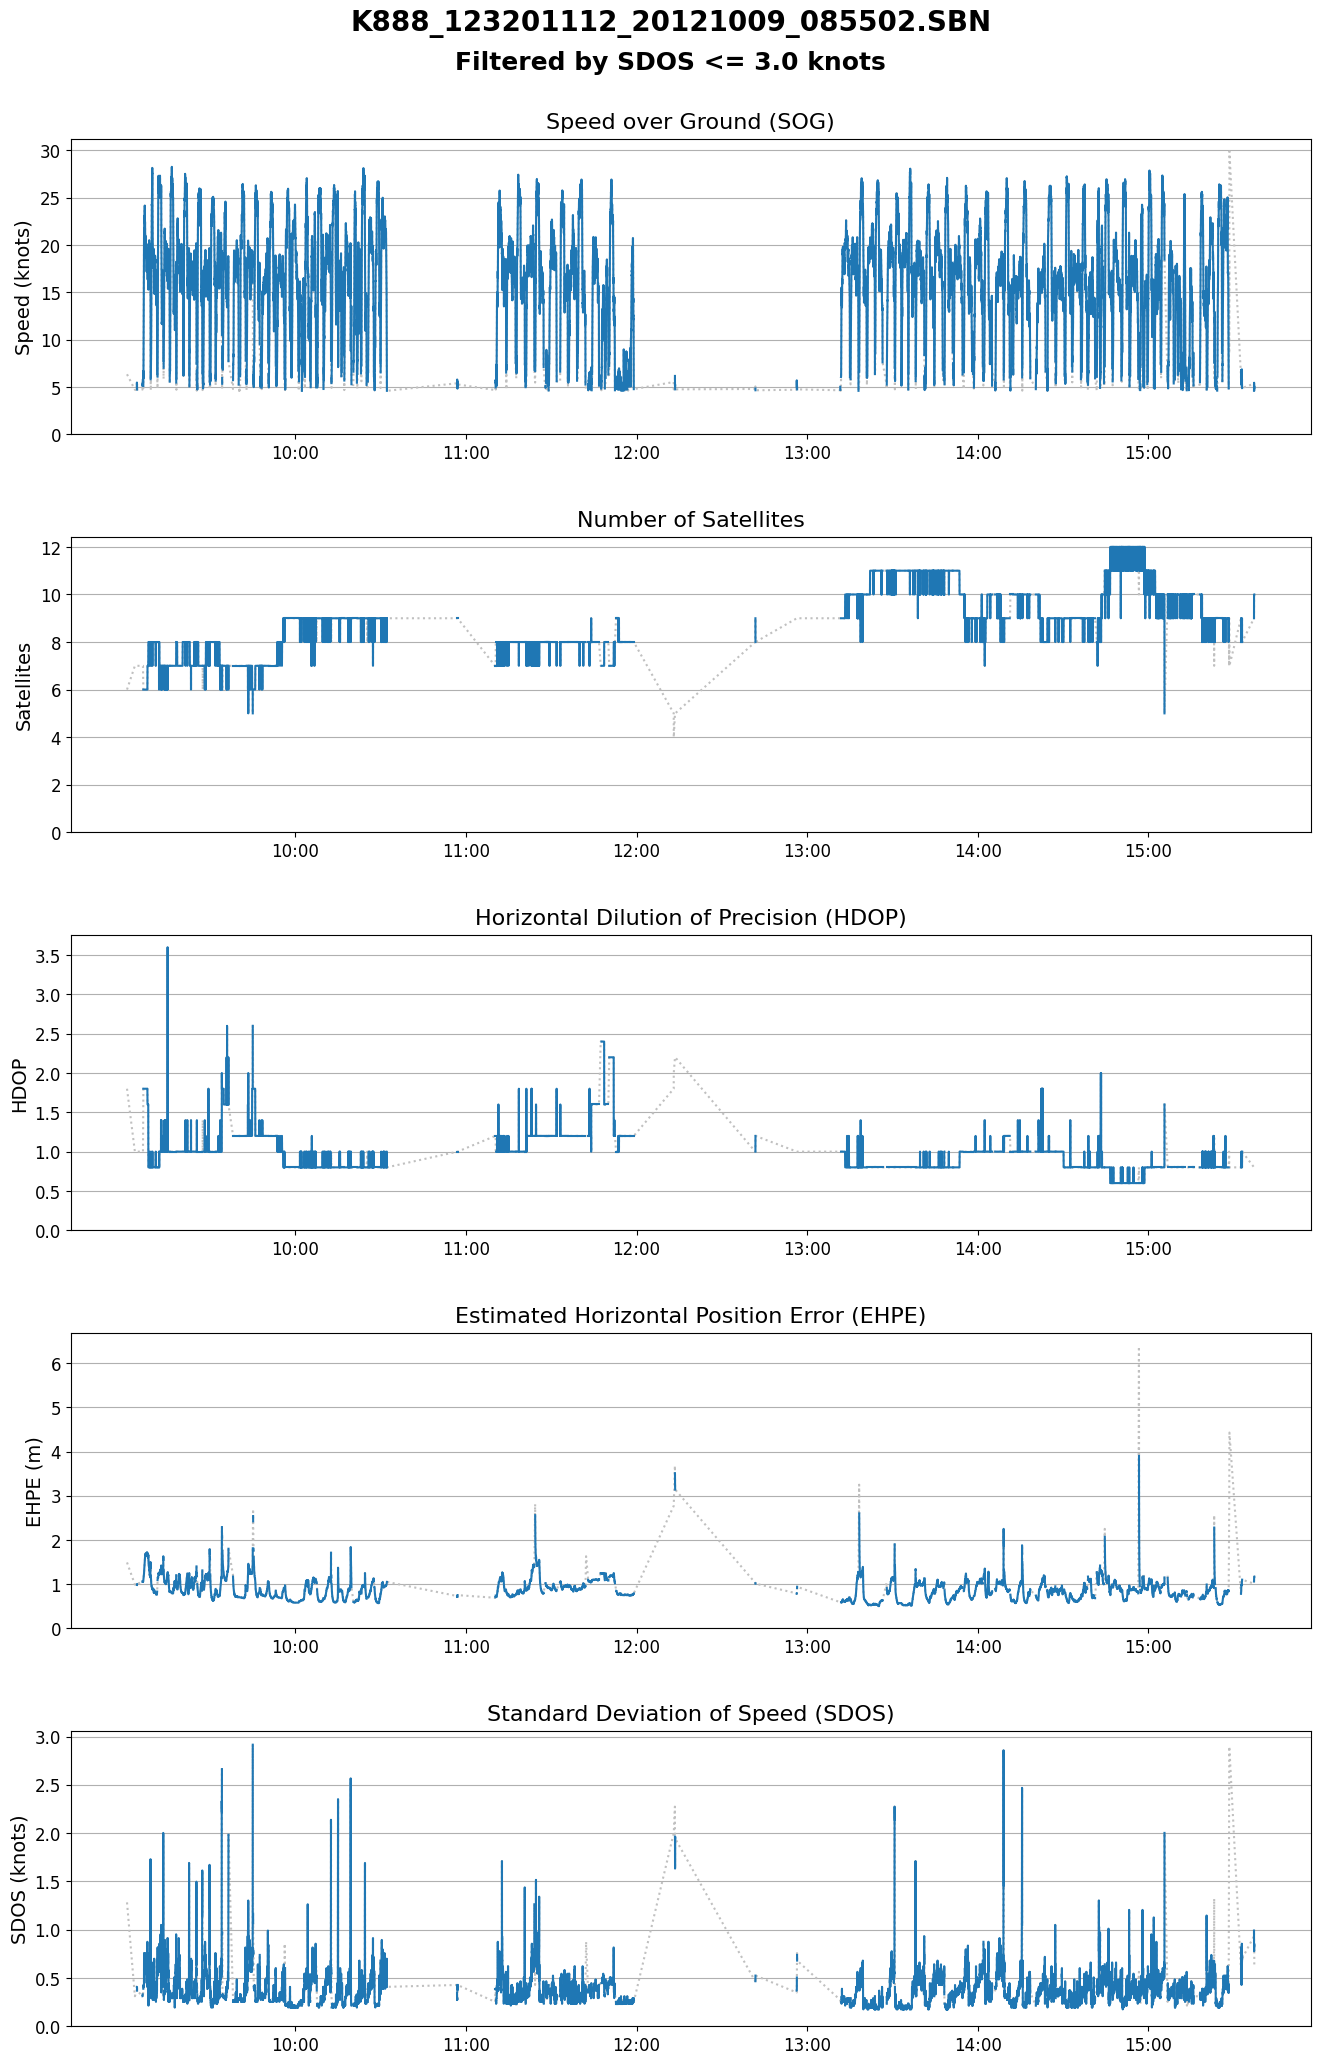 K888_123201112_20121009_085502.SBN
Filtered by SDOS <= 3.0 knots
Speed over Ground (SOG)
Speed (knots)
30
25
20
15
10
5
0
10:00 11:00 12:00 13:00 14:00 15:00
Number of Satellites
Satellites
12
10
8
6
4
2
0
10:00 11:00 12:00 13:00 14:00 15:00
Horizontal Dilution of Precision (HDOP)
HDOP
3.5
3.0
2.5
2.0
1.5
1.0
0.5
0.0
10:00 11:00 12:00 13:00 14:00 15:00
Estimated Horizontal Position Error (EHPE)
EHPE (m)
6
5
4
3
2
1
0
10:00 11:00 12:00 13:00 14:00 15:00
Standard Deviation of Speed (SDOS)
SDOS (knots)
3.0
2.5
2.0
1.5
1.0
0.5
0.0
10:00 11:00 12:00 13:00 14:00 15:00